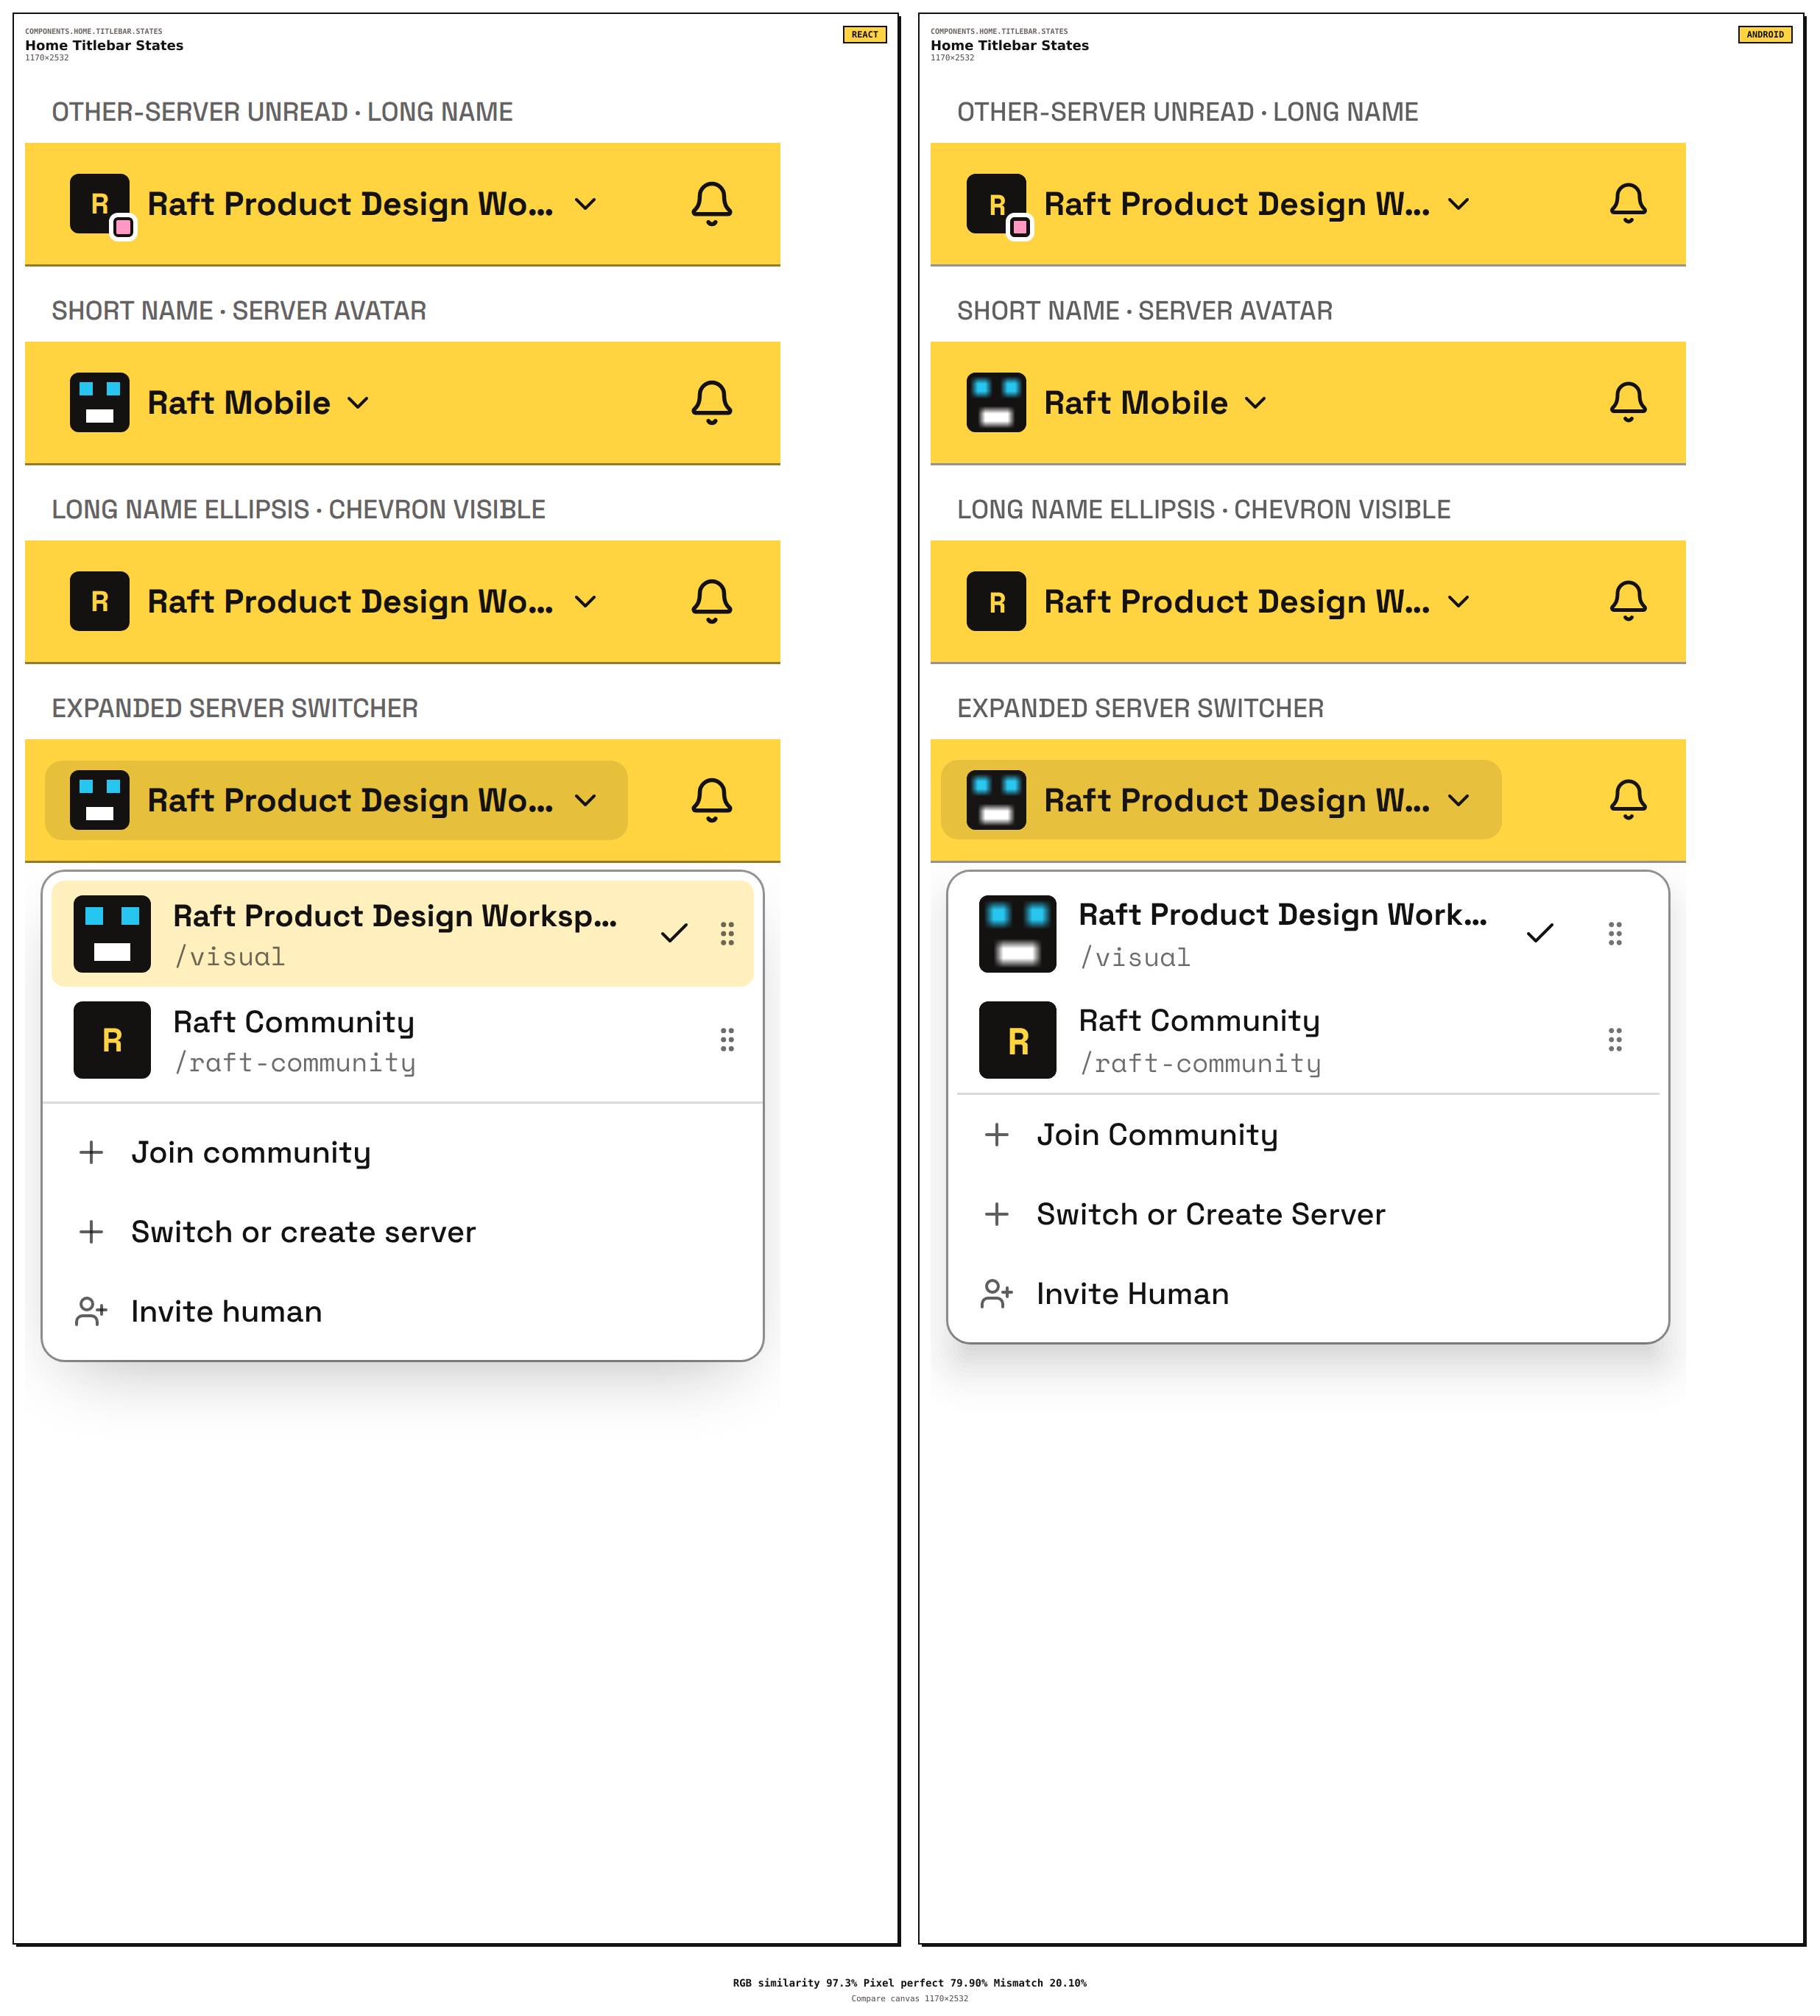 COMPONENTS.HOME.TITLEBAR.STATES
Home Titlebar States
1170×2532
REACT
OTHER-SERVER UNREAD · LONG NAME
R
Raft Product Design Wo...
SHORT NAME · SERVER AVATAR
Raft Mobile
LONG NAME ELLIPSIS · CHEVRON VISIBLE
R
Raft Product Design Wo...
EXPANDED SERVER SWITCHER
Raft Product Design Wo...
Raft Product Design Worksp...
/visual
R
Raft Community
/raft-community
Join community
Switch or create server
Invite human
COMPONENTS.HOME.TITLEBAR.STATES
Home Titlebar States
1170×2532
ANDROID
OTHER-SERVER UNREAD · LONG NAME
R
Raft Product Design W...
SHORT NAME · SERVER AVATAR
Raft Mobile
LONG NAME ELLIPSIS · CHEVRON VISIBLE
R
Raft Product Design W...
EXPANDED SERVER SWITCHER
Raft Product Design W...
Raft Product Design Work...
/visual
R
Raft Community
/raft-community
Join Community
Switch or Create Server
Invite Human
RGB similarity 97.3% Pixel perfect 79.90% Mismatch 20.10%
Compare canvas 1170×2532